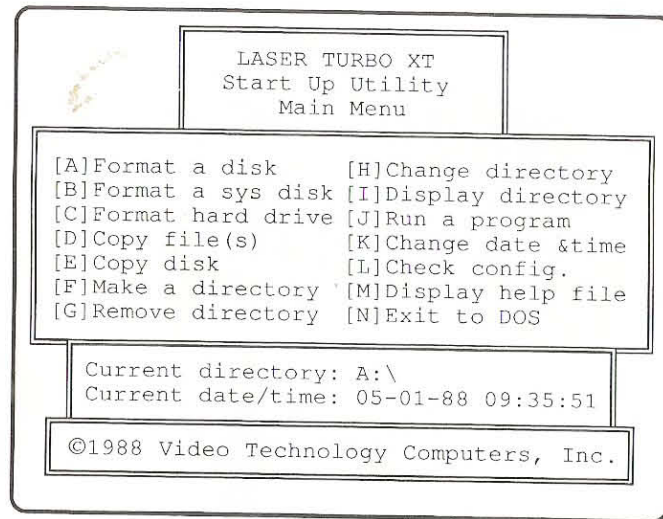 LASER TURBO XT
Start Up Utility
Main Menu
[A]Format a disk [H]Change directory
[B]Format a sys disk [I]Display directory
[C]Format hard drive [J]Run a program
[D]Copy file(s) [K]Change date &time
[E]Copy disk [L]Check config.
[F]Make a directory [M]Display help file
[G]Remove directory [N]Exit to DOS
Current directory: A:\
Current date/time: 05-01-88 09:35:51
©1988 Video Technology Computers, Inc.